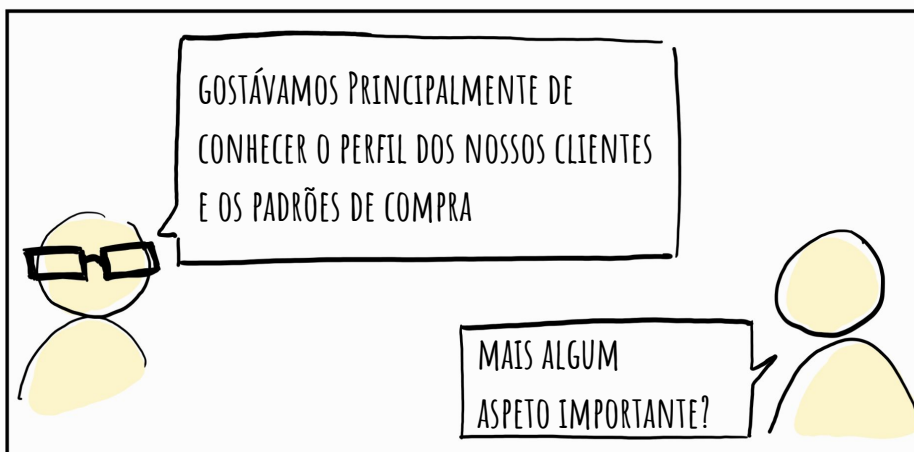 GOSTÁVAMOS PRINCIPALMENTE DE
CONHECER O PERFIL DOS NOSSOS CLIENTES
E OS PADRÕES DE COMPRA
MAIS ALGUM
ASPETO IMPORTANTE?